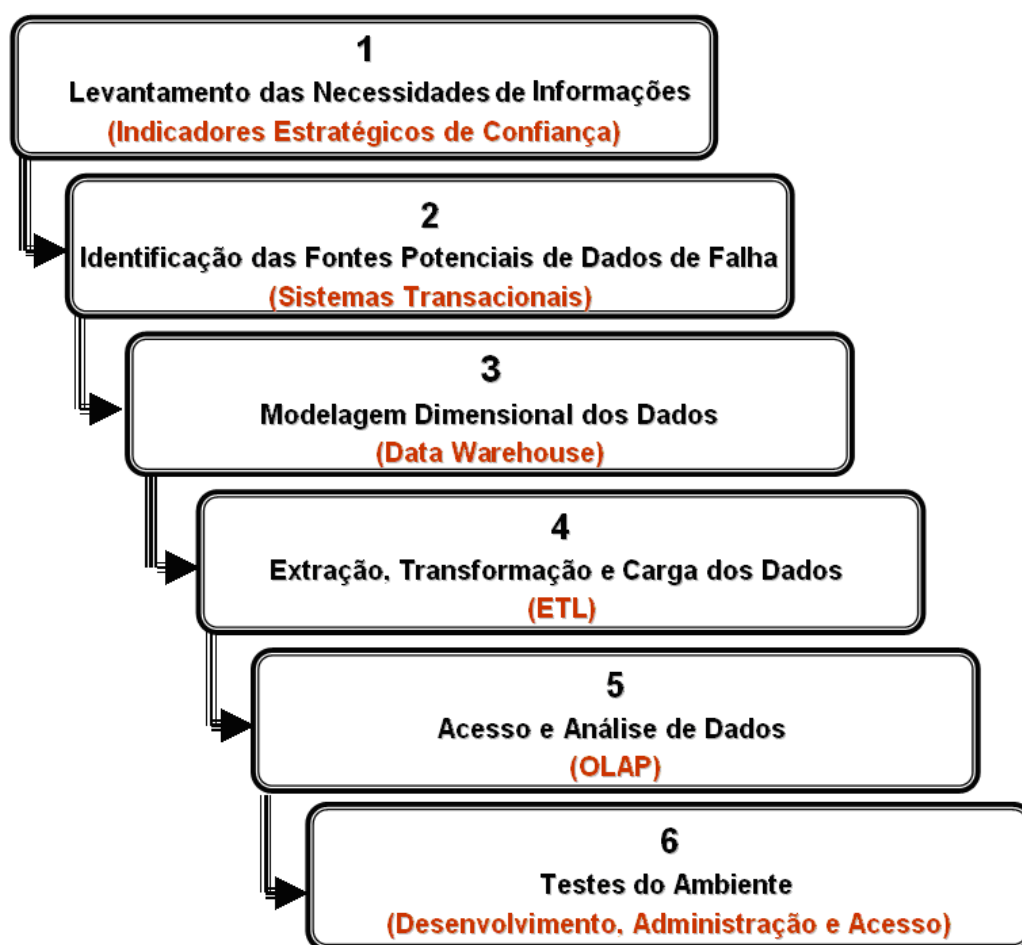 1
Levantamento das Necessidades de Informações
(Indicadores Estratégicos de Confiança)
2
Identificação das Fontes Potenciais de Dados de Falha
(Sistemas Transacionais)
3
Modelagem Dimensional dos Dados
(Data Warehouse)
4
Extração, Transformação e Carga dos Dados
(ETL)
5
Acesso e Análise de Dados
(OLAP)
6
Testes do Ambiente
(Desenvolvimento, Administração e Acesso)